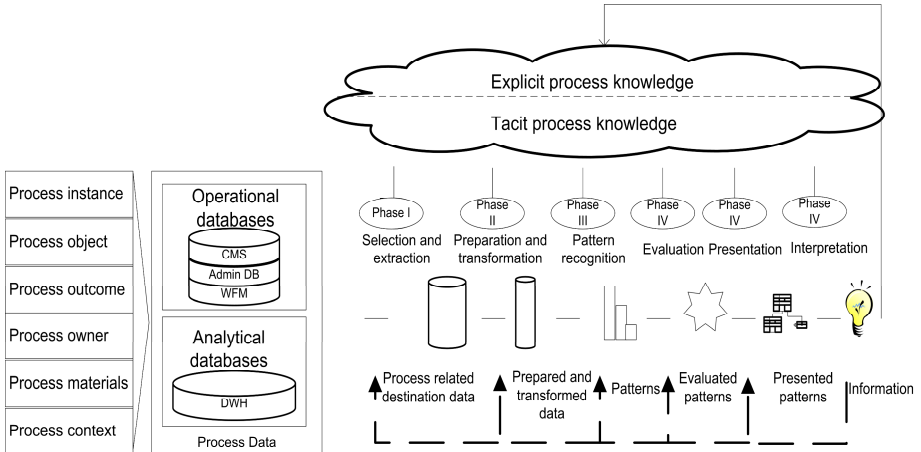 Explicit process knowledge
Tacit process knowledge
Process instance
Process object
Process outcome
Process owner
Process materials
Process context
Operational
databases
CMS
Admin DB
WFM
Analytical
databases
DWH
Process Data
Phase I
Phase
II
Phase
III
Phase
IV
Phase
IV
Phase
IV
Selection and
extraction
Preparation and
transformation
Pattern
recognition
Evaluation
Presentation
Interpretation
Process related
destination data
Prepared and
transformed
data
Patterns
Evaluated
patterns
Presented
patterns
Information